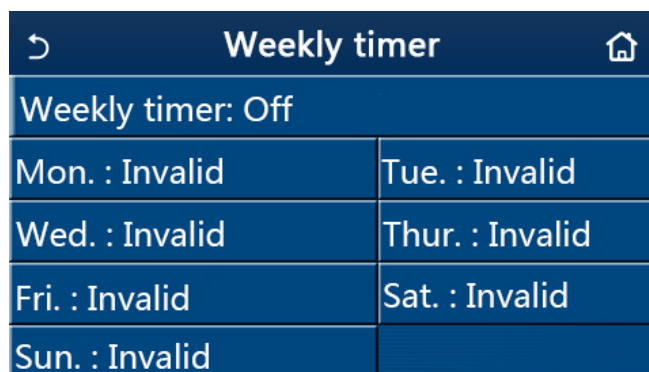 Weekly timer
Weekly timer: Off
Mon. : Invalid
Tue. : Invalid
Wed. : Invalid
Thur. : Invalid
Fri. : Invalid
Sat. : Invalid
Sun. : Invalid